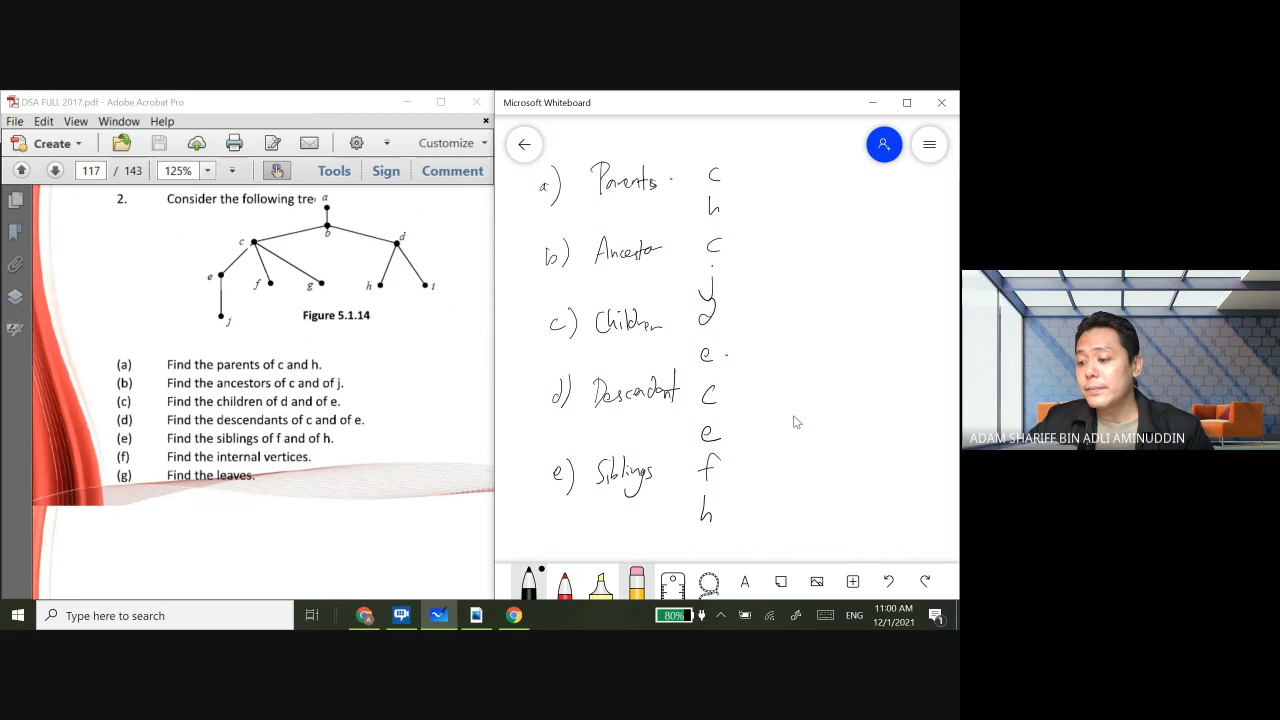 DSA FULL 2017.pdf - Adobe Acrobat Pro
File Edit View Window Help
Create Customize
117 / 143 125% Tools Sign Comment
2. Consider the following tre
a
b
c
d
e
f
g
h
i
j
Figure 5.1.14
(a) Find the parents of c and h.
(b) Find the ancestors of c and of j.
(c) Find the children of d and of e.
(d) Find the descendants of c and of e.
(e) Find the siblings of f and of h.
(f) Find the internal vertices.
(g) Find the leaves.
Microsoft Whiteboard
a) Parents. c
h
b) Ancestor c
j
c) Children d
e.
d) Descendant c
e
e) Siblings f
h
A
ADAM SHARIFF BIN ADLI AMINUDDIN
Type here to search
80% ENG 11:00 AM
12/1/2021
1